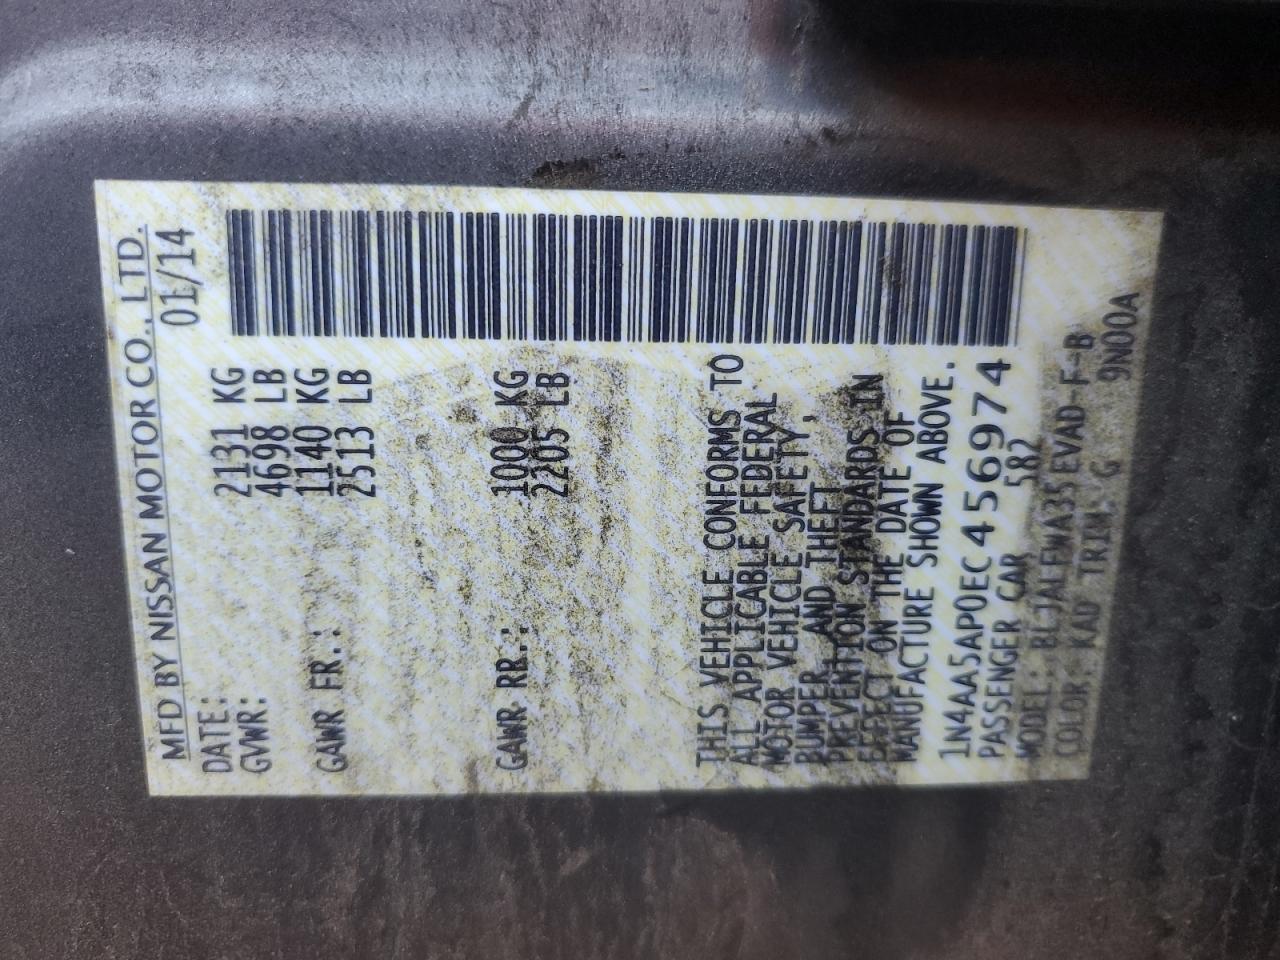 MFD BY NISSAN MOTOR CO., LTD.
DATE: 01/14
GVWR: 2131 KG
4698 LB
GAWR FR.: 1140 KG
2513 LB
GAWR RR.: 1000 KG
2205 LB
THIS VEHICLE CONFORMS TO
ALL APPLICABLE FEDERAL
MOTOR VEHICLE SAFETY,
BUMPER AND THEFT
PREVENTION STANDARDS IN
EFFECT ON THE DATE OF
MANUFACTURE SHOWN ABOVE.
1N4AA5AP0EC456974
PASSENGER CAR 582
MODEL: BLJALFWA35EVAD-F-B
COLOR: KAD TRIM: G 9N00A